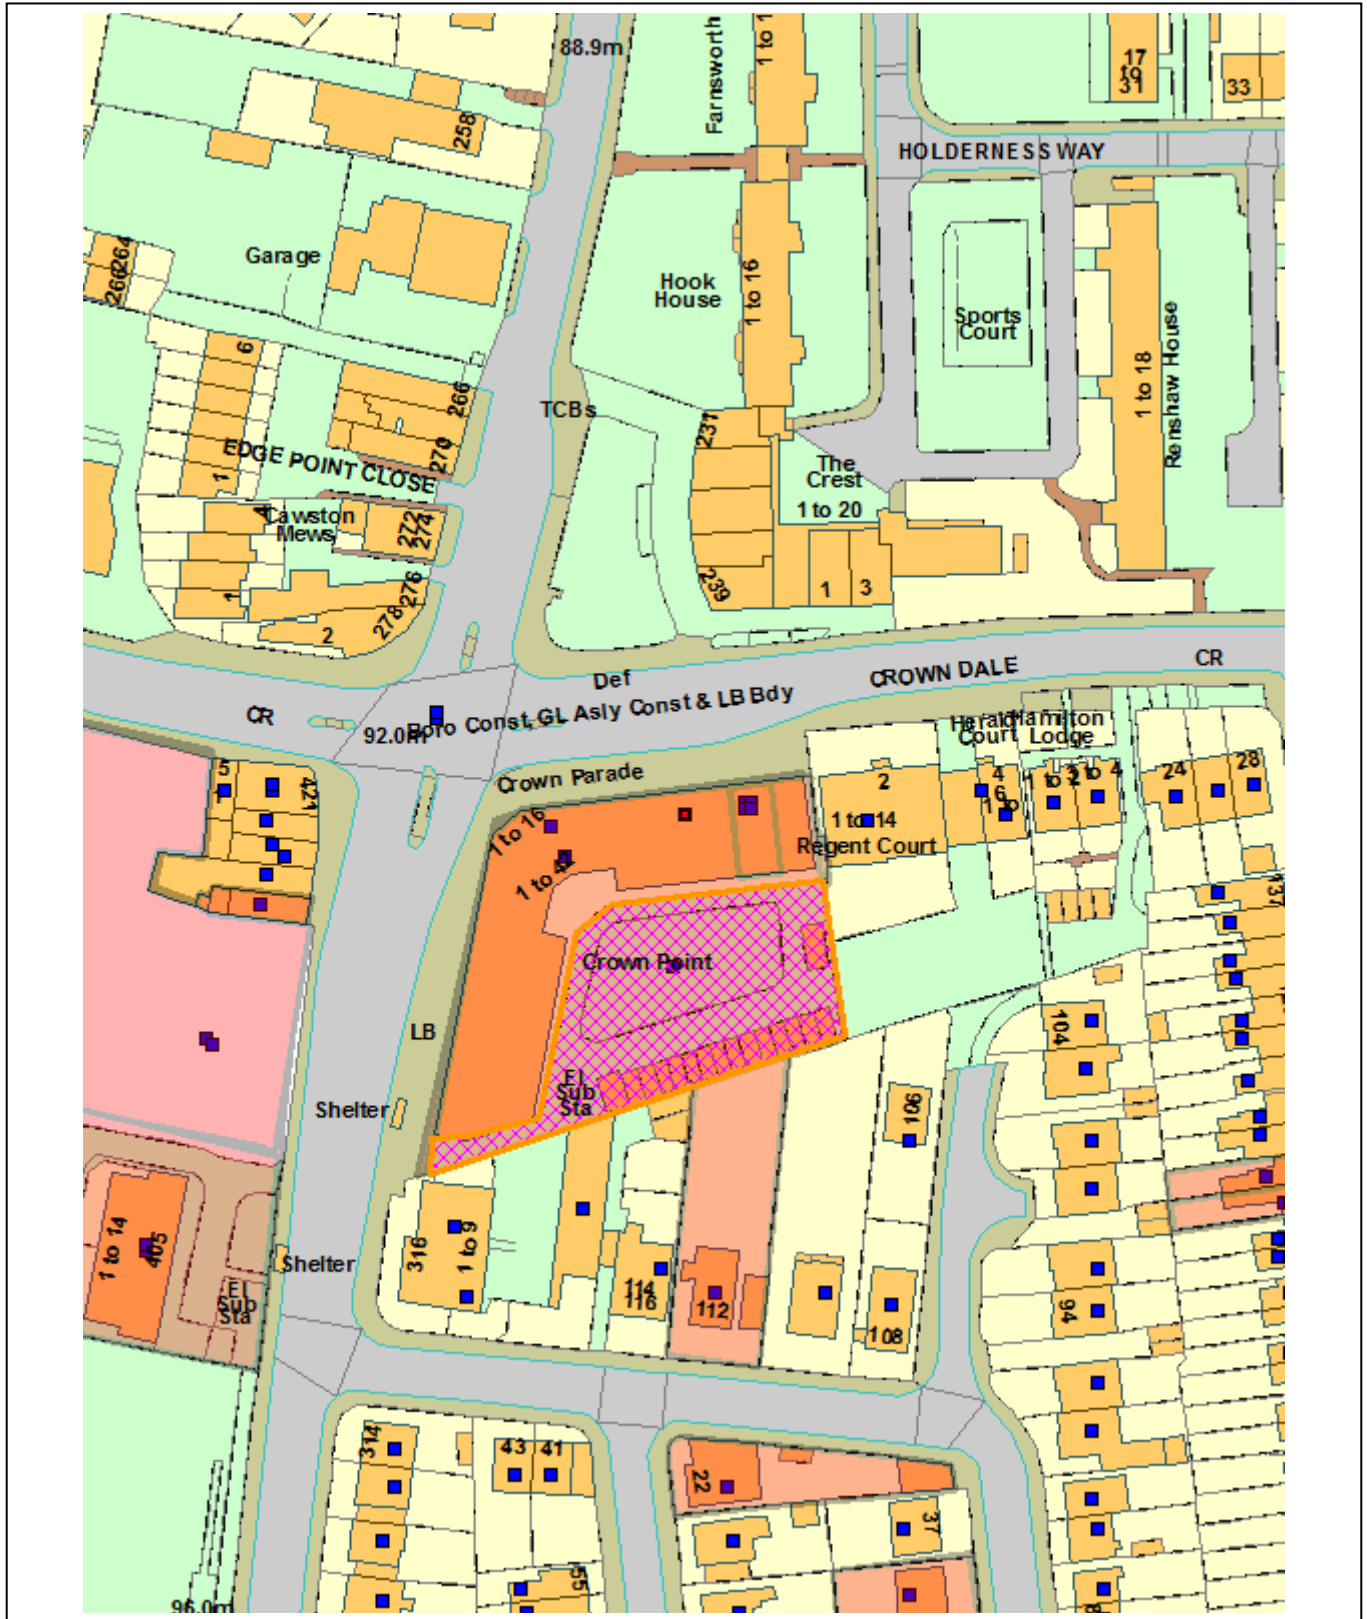 88.9m
Farnsworth
1 to 1
17
to
31
33
258
HOLDERNESS WAY
264
266
Garage
Hook
House
1 to 16
Sports
Court
Renshaw House
1 to 18
6
266
TCBs
231
270
EDGE POINT CLOSE
1
The
Crest
1 to 20
4
Cawston
Mews
272
274
276
278
239
1
3
1
2
Def
CROWN DALE
CR
CR
Boro Const, GL Asly Const & LB Bdy
92.0m
Herald
Court
Hamilton
Lodge
5
421
Crown Parade
1 to 16
2
4
6
24
28
1 to 14
Regent Court
137
Crown Point
LB
104
El
Sub
Sta
Shelter
106
1 to 14
405
316
1 to 9
Shelter
El
Sub
Sta
114
116
112
108
94
314
43
41
22
37
55
96.0m